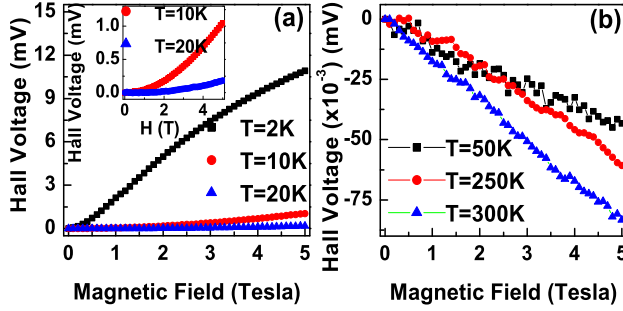 (a)
Hall Voltage (mV)
15
12
9
6
3
0
0 1 2 3 4 5
Magnetic Field (Tesla)
T=2K
T=10K
T=20K
Hall Voltage (mV)
1.0
0.5
0.0
0 2 4
H (T)
T=10K
T=20K
(b)
Hall Voltage (x10-3) (mV)
0
-25
-50
-75
0 1 2 3 4 5
Magnetic Field (Tesla)
T=50K
T=250K
T=300K